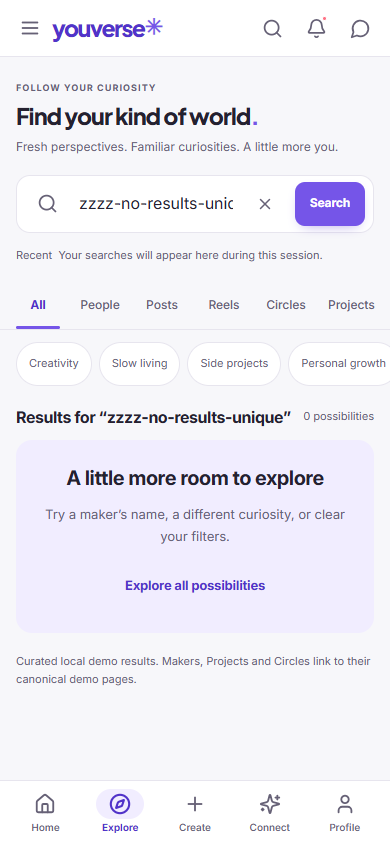 youverse
FOLLOW YOUR CURIOSITY
Find your kind of world.
Fresh perspectives. Familiar curiosities. A little more you.
zzzz-no-results-uniq
Search
Recent Your searches will appear here during this session.
All People Posts Reels Circles Projects
Creativity Slow living Side projects Personal growth
Results for “zzzz-no-results-unique” 0 possibilities
A little more room to explore
Try a maker’s name, a different curiosity, or clear
your filters.
Explore all possibilities
Curated local demo results. Makers, Projects and Circles link to their
canonical demo pages.
Home Explore Create Connect Profile